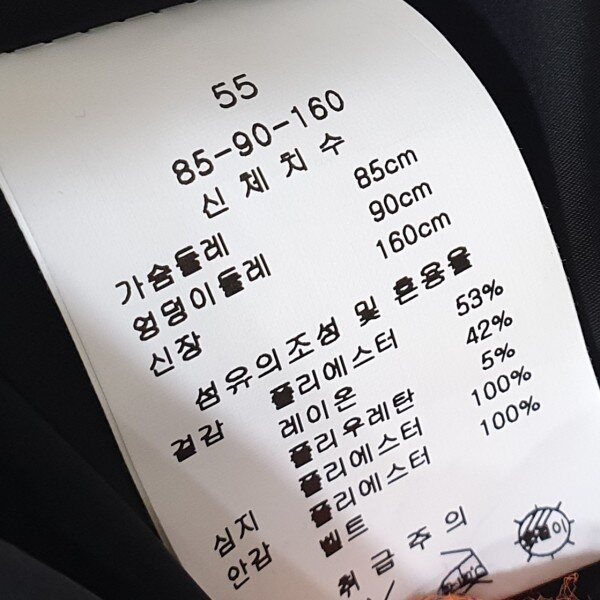 55
85-90-160
신체치수
가슴둘레 85cm
엉덩이둘레 90cm
신장 160cm
섬유의조성 및 혼용율
겉감 폴리에스터 53%
레이온 42%
폴리우레탄 5%
심지 폴리에스터 100%
안감 폴리에스터 100%
벨트
취급주의